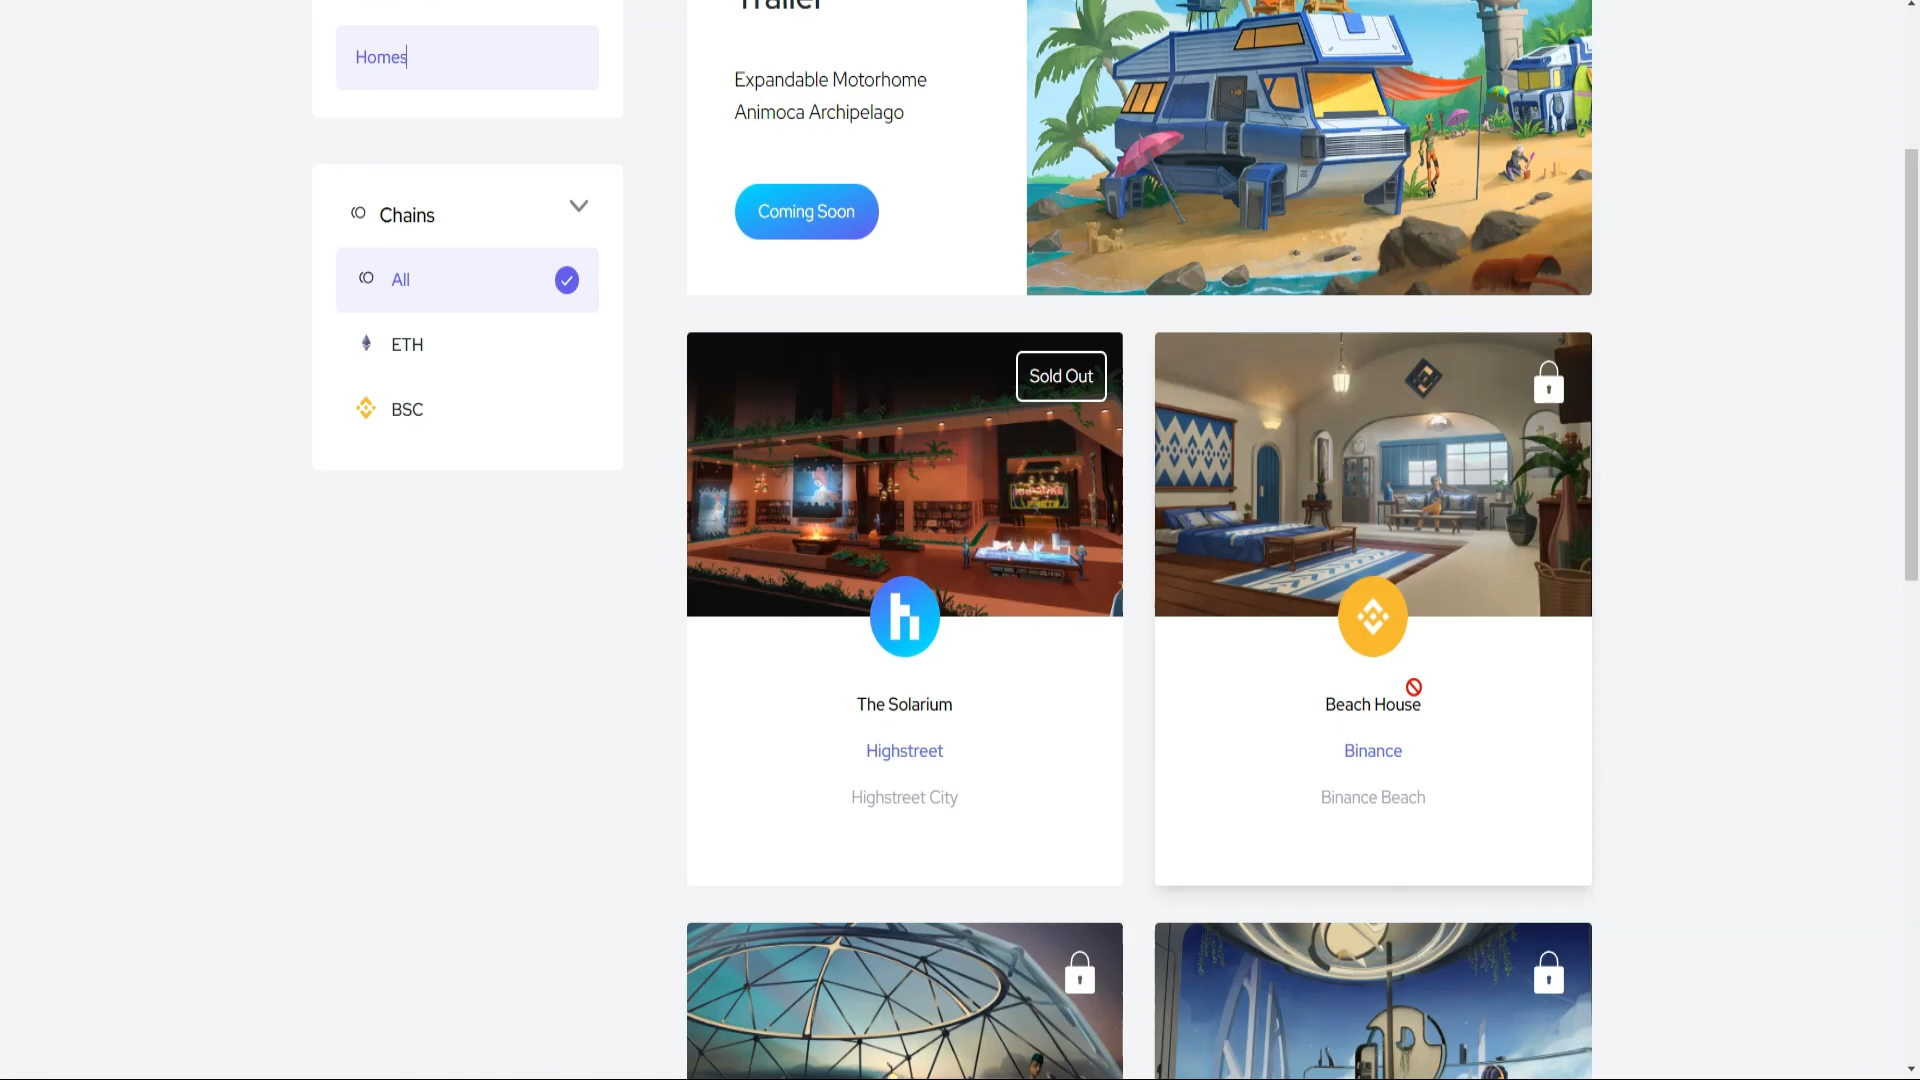 Trailer
Homes
Expandable Motorhome
Animoca Archipelago
Coming Soon
Chains
All
ETH
BSC
Sold Out
The Solarium
Highstreet
Highstreet City
Beach House
Binance
Binance Beach